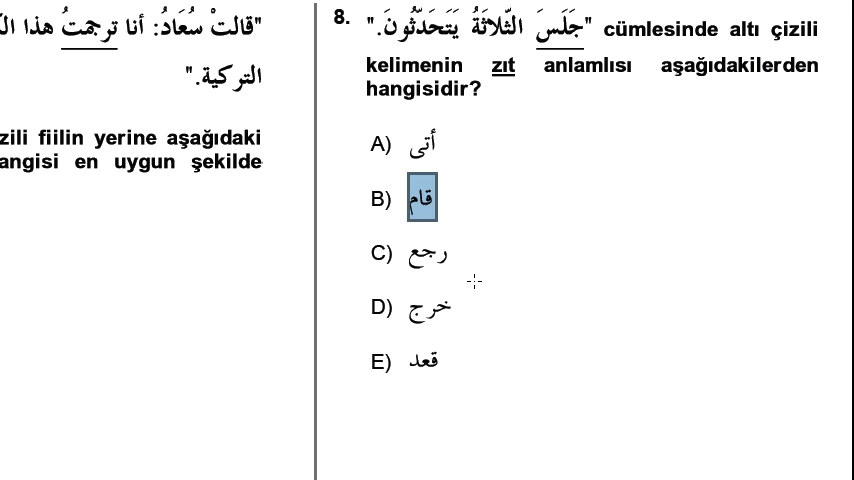 "قالتْ سُعَادُ: أنا ترجمتُ هذا
التركية."
zili fiilin yerine aşağıdaki
angisi en uygun şekilde
8. "جَلَسَ الثّلاثَةُ يَتَحَدّثُونَ." cümlesinde altı çizili
kelimenin zıt anlamlısı aşağıdakilerden
hangisidir?
A) أتى
B) قام
C) رجع
D) خرج
E) قعد